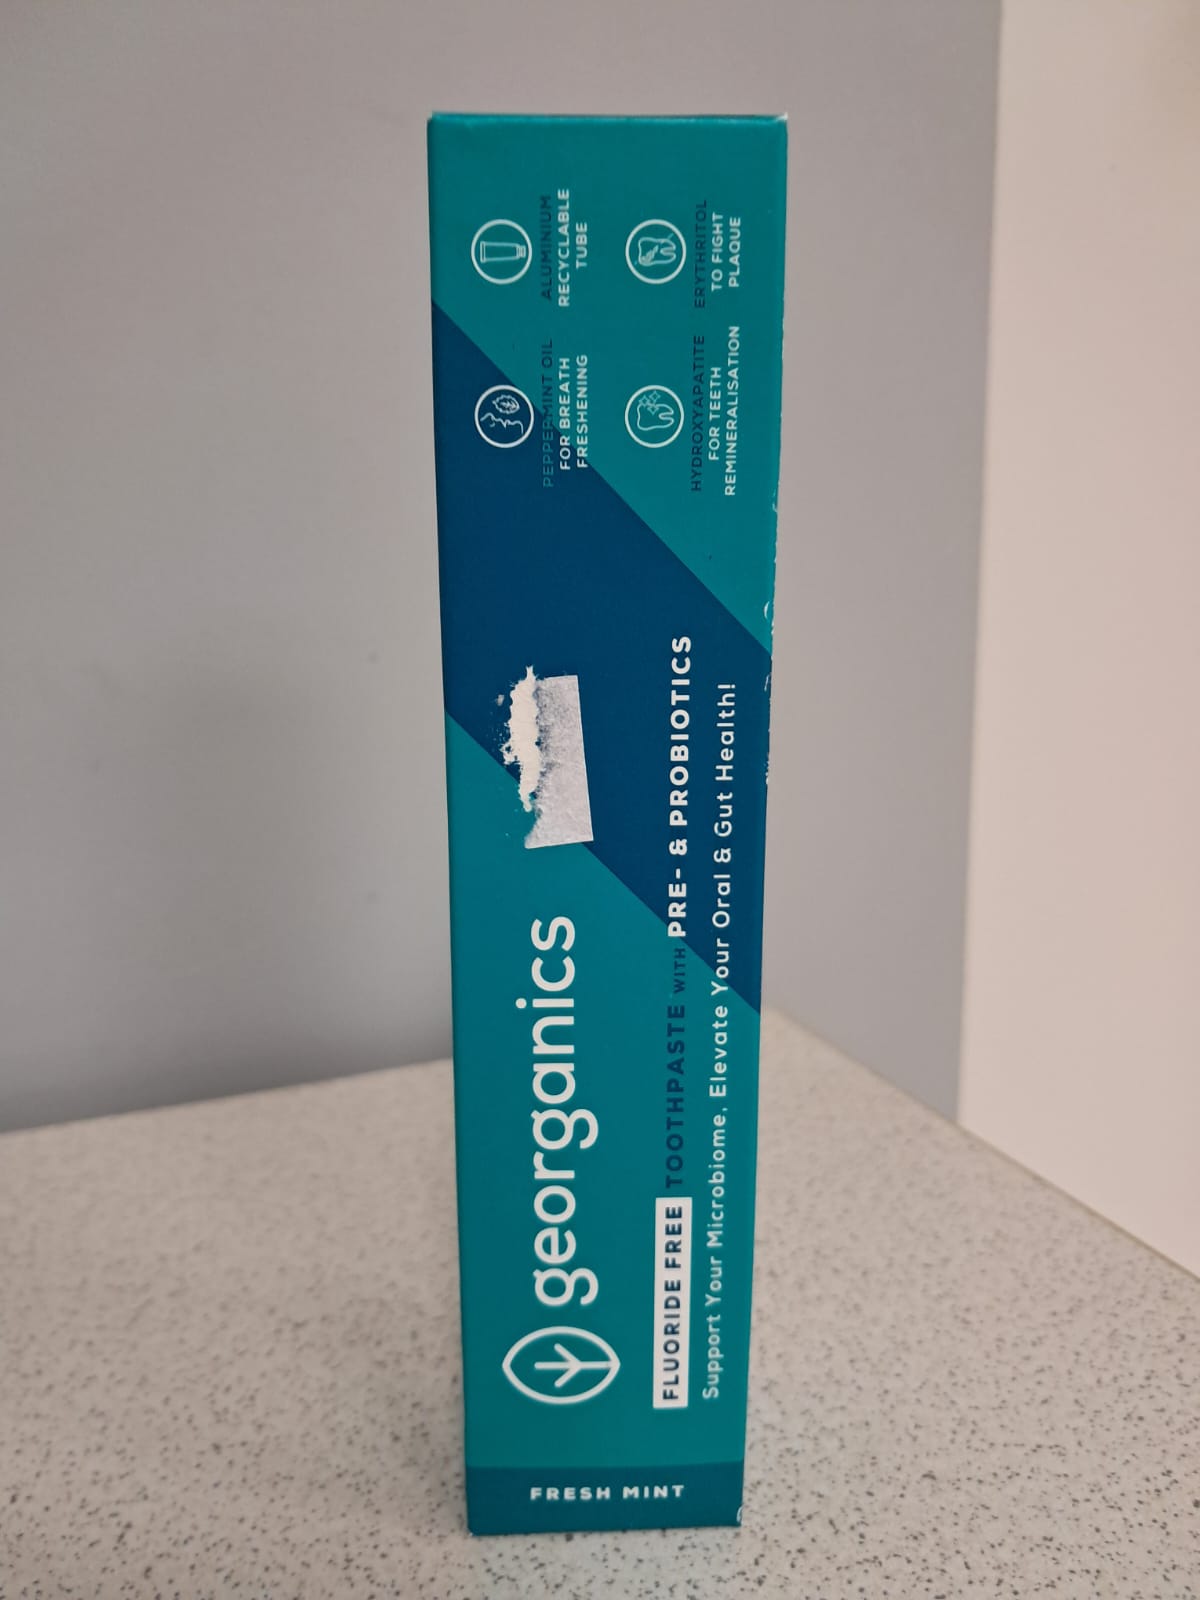 georganics
FLUORIDE FREE TOOTHPASTE WITH PRE- & PROBIOTICS
Support Your Microbiome, Elevate Your Oral & Gut Health!
PEPPERMINT OIL
FOR BREATH
FRESHENING
ALUMINIUM
RECYCLABLE
TUBE
HYDROXYAPATITE
FOR TEETH
REMINERALISATION
ERYTHRITOL
TO FIGHT
PLAQUE
FRESH MINT